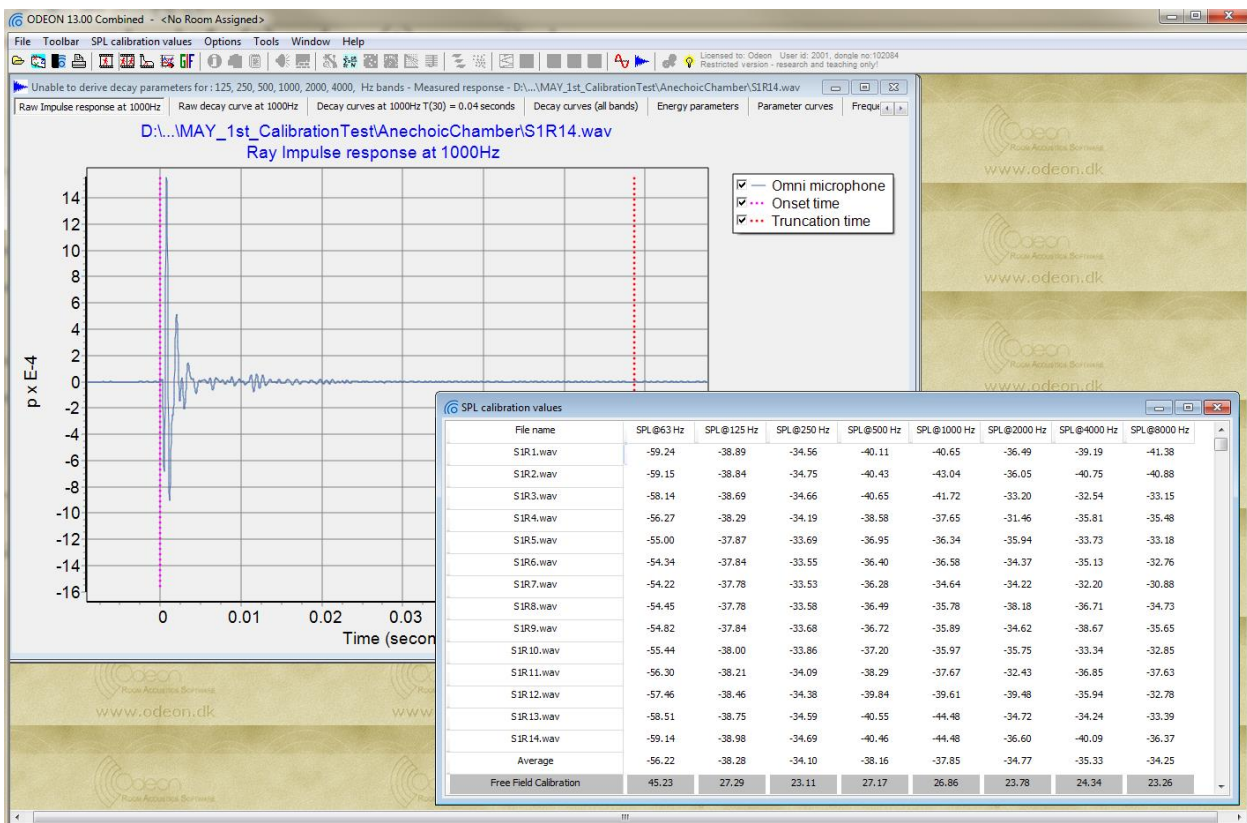 ODEON 13.00 Combined - <No Room Assigned>
File Toolbar SPL calibration values Options Tools Window Help
Licensed to: Odeon User id: 2001, dongle no:102084
Restricted version - research and teaching only!
Unable to derive decay parameters for : 125, 250, 500, 1000, 2000, 4000, Hz bands - Measured response - D:\...\MAY_1st_CalibrationTest\AnechoicChamber\S1R14.wav
Raw Impulse response at 1000Hz Raw decay curve at 1000Hz Decay curves at 1000Hz T(30) = 0.04 seconds Decay curves (all bands) Energy parameters Parameter curves Freque
D:\...\MAY_1st_CalibrationTest\AnechoicChamber\S1R14.wav
Ray Impulse response at 1000Hz
Omni microphone
Onset time
Truncation time
p x E-4
14
12
10
8
6
4
2
0
-2
-4
-6
-8
-10
-12
-14
-16
0 0.01 0.02 0.03
Time (secon
Odeon
Room Acoustics Software
www.odeon.dk
Odeon
Room Acoustics Software
www.odeon.dk
Odeon
Room Acoustics Software
www.odeon.dk
SPL calibration values
File name SPL@63 Hz SPL@125 Hz SPL@250 Hz SPL@500 Hz SPL@1000 Hz SPL@2000 Hz SPL@4000 Hz SPL@8000 Hz
S1R1.wav -59.24 -38.89 -34.56 -40.11 -40.65 -36.49 -39.19 -41.38
S1R2.wav -59.15 -38.84 -34.75 -40.43 -43.04 -36.05 -40.75 -40.88
S1R3.wav -58.14 -38.69 -34.66 -40.65 -41.72 -33.20 -32.54 -33.15
S1R4.wav -56.27 -38.29 -34.19 -38.58 -37.65 -31.46 -35.81 -35.48
S1R5.wav -55.00 -37.87 -33.69 -36.95 -36.34 -35.94 -33.73 -33.18
S1R6.wav -54.34 -37.84 -33.55 -36.40 -36.58 -34.37 -35.13 -32.76
S1R7.wav -54.22 -37.78 -33.53 -36.28 -34.64 -34.22 -32.20 -30.88
S1R8.wav -54.45 -37.78 -33.58 -36.49 -35.78 -38.18 -36.71 -34.73
S1R9.wav -54.82 -37.84 -33.68 -36.72 -35.89 -34.62 -38.67 -35.65
S1R10.wav -55.44 -38.00 -33.86 -37.20 -35.97 -35.75 -33.34 -32.85
S1R11.wav -56.30 -38.21 -34.09 -38.29 -37.67 -32.43 -36.85 -37.63
S1R12.wav -57.46 -38.46 -34.38 -39.84 -39.61 -39.48 -35.94 -32.78
S1R13.wav -58.51 -38.75 -34.59 -40.55 -44.48 -34.72 -34.24 -33.39
S1R14.wav -59.14 -38.98 -34.69 -40.46 -44.48 -36.60 -40.09 -36.37
Average -56.22 -38.28 -34.10 -38.16 -37.85 -34.77 -35.33 -34.25
Free Field Calibration 45.23 27.29 23.11 27.17 26.86 23.78 24.34 23.26
Odeon
Room Acoustics Software
www.odeon.dk
www
Odeon
Room Acoustics Software